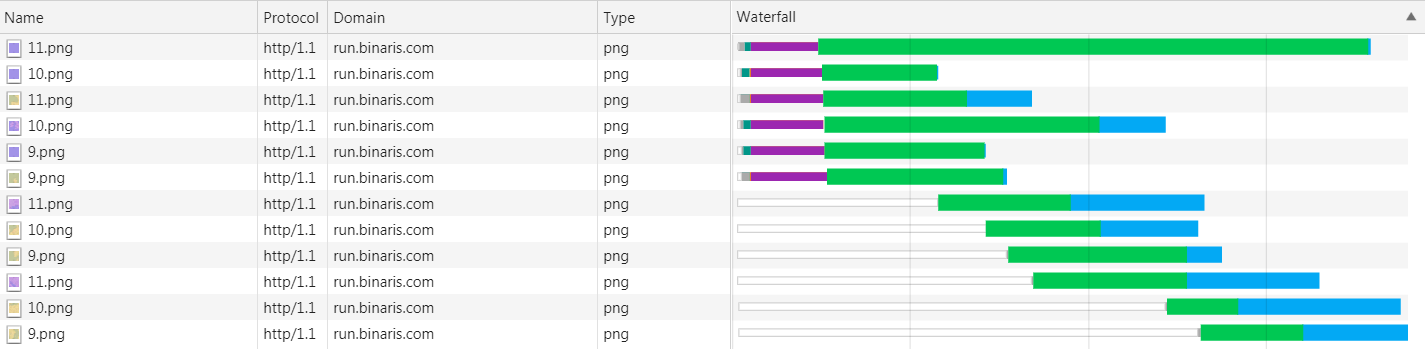 Name Protocol Domain Type Waterfall
11.png http/1.1 run.binaris.com png
10.png http/1.1 run.binaris.com png
11.png http/1.1 run.binaris.com png
10.png http/1.1 run.binaris.com png
9.png http/1.1 run.binaris.com png
9.png http/1.1 run.binaris.com png
11.png http/1.1 run.binaris.com png
10.png http/1.1 run.binaris.com png
9.png http/1.1 run.binaris.com png
11.png http/1.1 run.binaris.com png
10.png http/1.1 run.binaris.com png
9.png http/1.1 run.binaris.com png